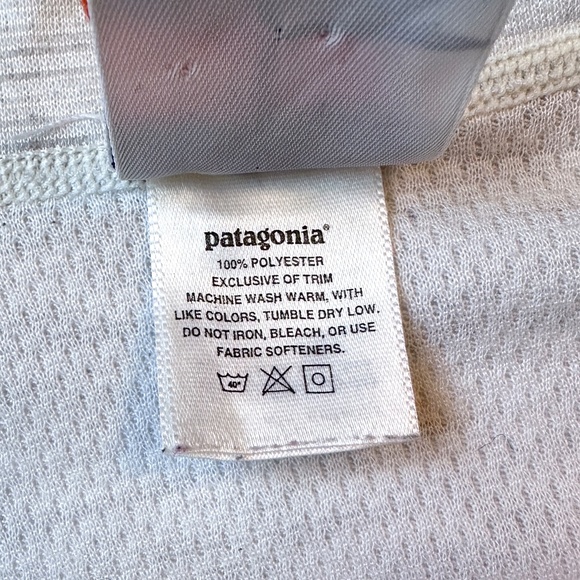 patagonia®
100% POLYESTER
EXCLUSIVE OF TRIM
MACHINE WASH WARM, WITH
LIKE COLORS, TUMBLE DRY LOW.
DO NOT IRON, BLEACH, OR USE
FABRIC SOFTENERS.
40°